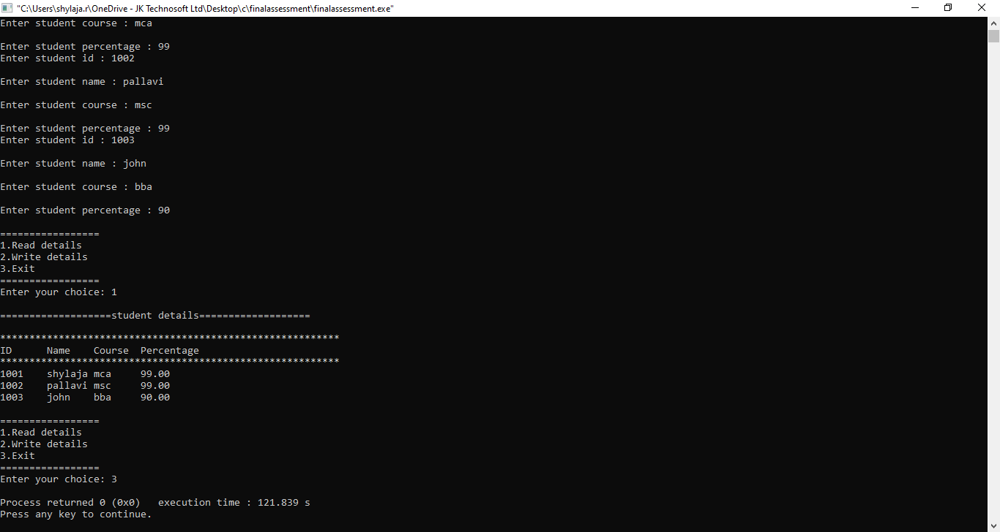 "C:\Users\shylaja.r\OneDrive - JK Technosoft Ltd\Desktop\c\finalassessment\finalassessment.exe"
Enter student course : mca
Enter student percentage : 99
Enter student id : 1002
Enter student name : pallavi
Enter student course : msc
Enter student percentage : 99
Enter student id : 1003
Enter student name : john
Enter student course : bba
Enter student percentage : 90
=================
1.Read details
2.Write details
3.Exit
=================
Enter your choice: 1
===================student details===================
**********************************************************
ID      Name    Course  Percentage
**********************************************************
1001    shylaja mca     99.00
1002    pallavi msc     99.00
1003    john    bba     90.00
=================
1.Read details
2.Write details
3.Exit
=================
Enter your choice: 3
Process returned 0 (0x0)   execution time : 121.839 s
Press any key to continue.